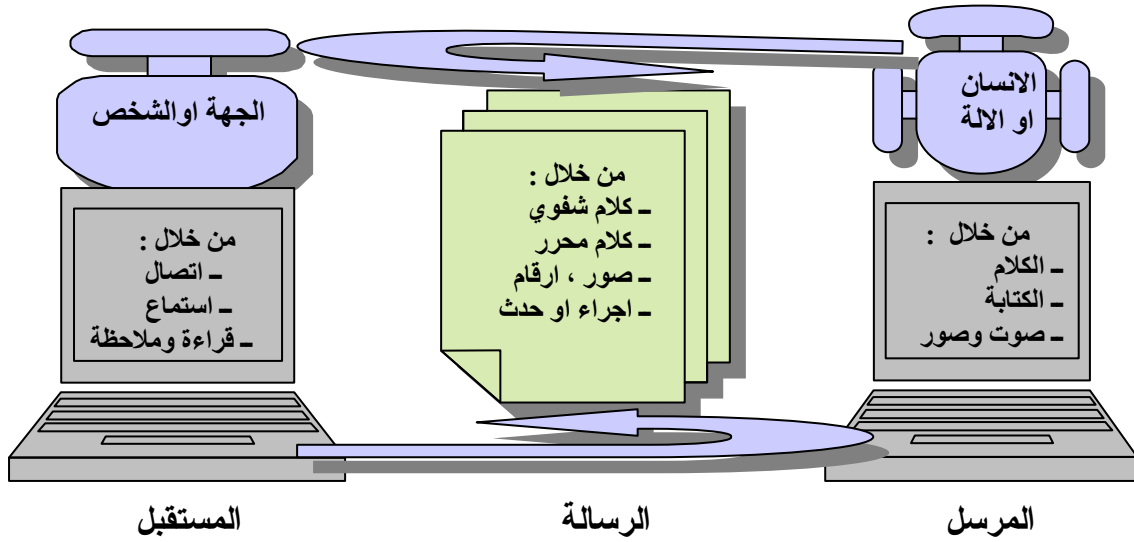 الانسان
او الالة
من خلال :
ـ الكلام
ـ الكتابة
ـ صوت وصور
المرسل
من خلال :
ـ كلام شفوي
ـ كلام محرر
ـ صور ، ارقام
ـ اجراء او حدث
الرسالة
الجهة اوالشخص
من خلال :
ـ اتصال
ـ استماع
ـ قراءة وملاحظة
المستقبل